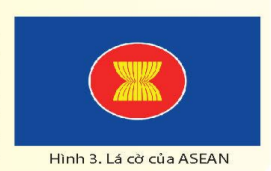 Hình 3. Lá cờ của ASEAN